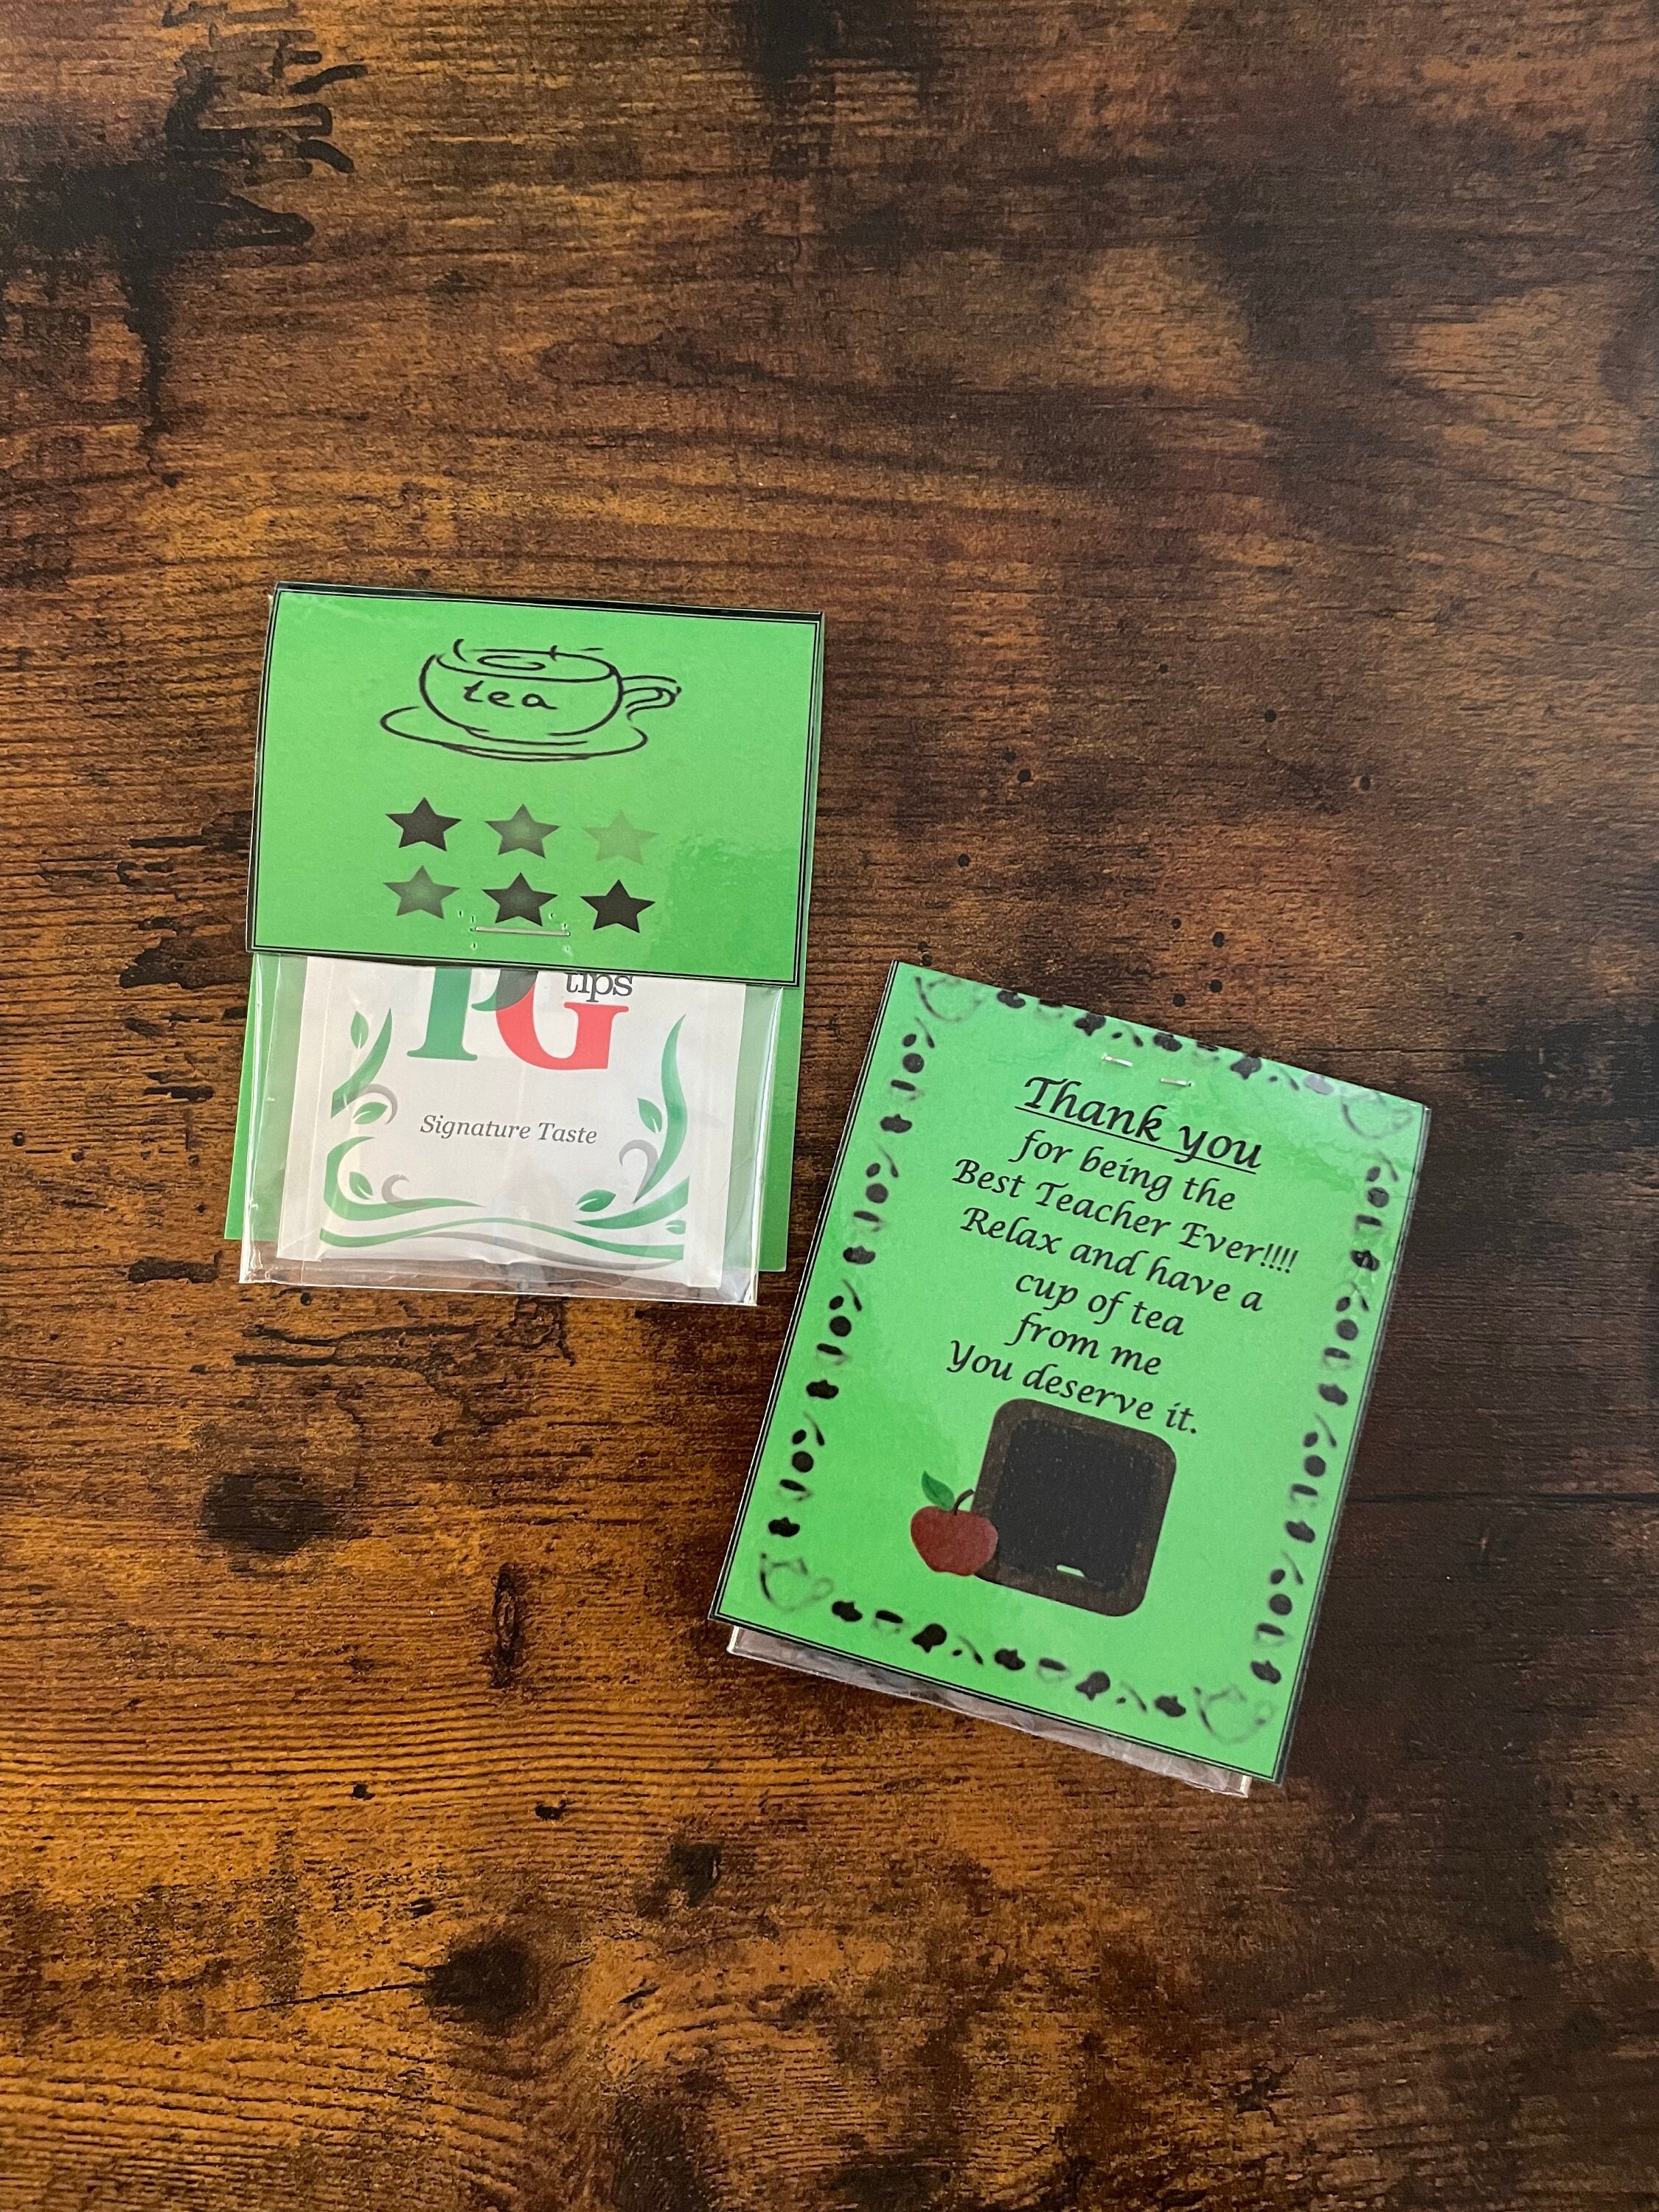 tea
PG
tips
Signature Taste
Thank you
for being the
Best Teacher Ever!!!!
Relax and have a
cup of tea
from me
You deserve it.